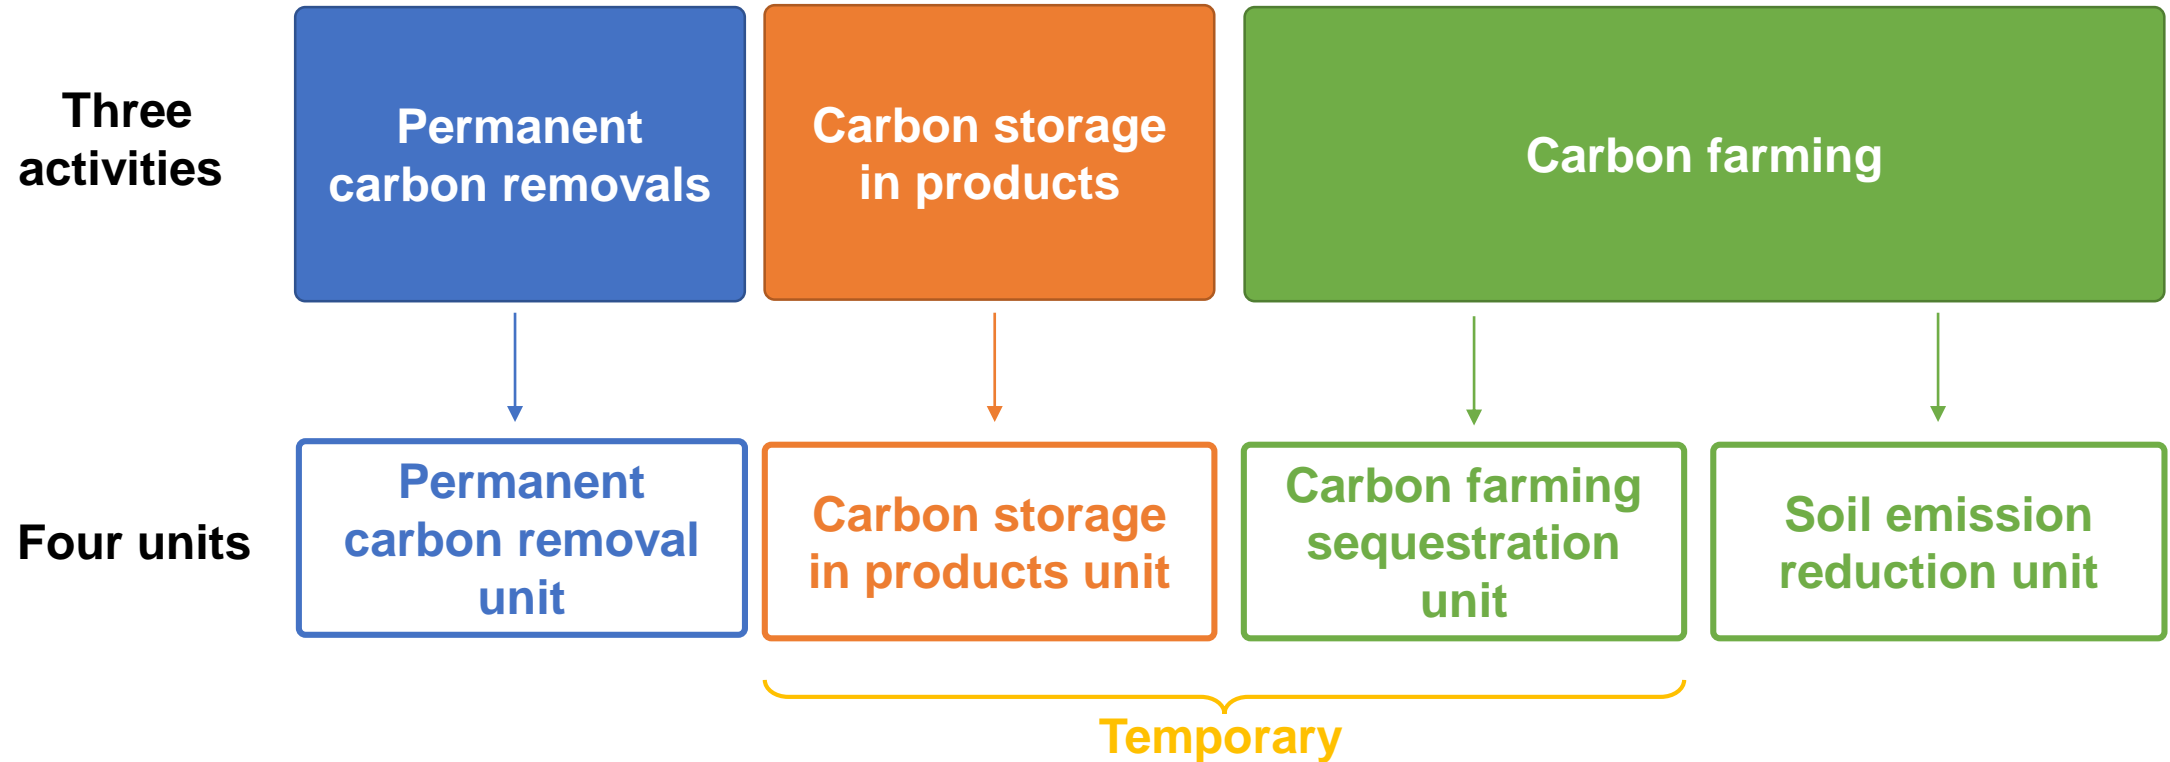 Three
activities
Permanent
carbon removals
Carbon storage
in products
Carbon farming
Four units
Permanent
carbon removal
unit
Carbon storage
in products unit
Carbon farming
sequestration
unit
Soil emission
reduction unit
Temporary